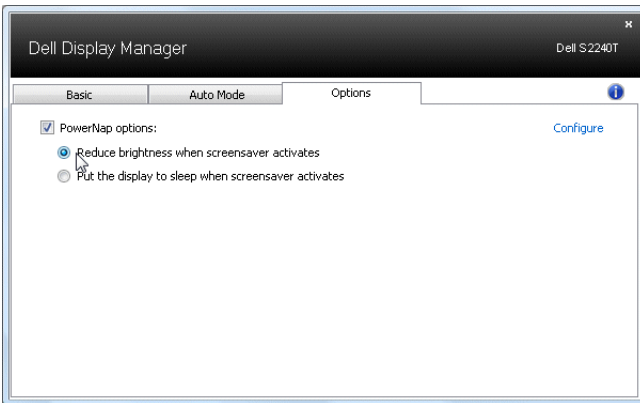 Dell Display Manager
Dell S2240T
Basic
Auto Mode
Options
PowerNap options:
Configure
Reduce brightness when screensaver activates
Put the display to sleep when screensaver activates